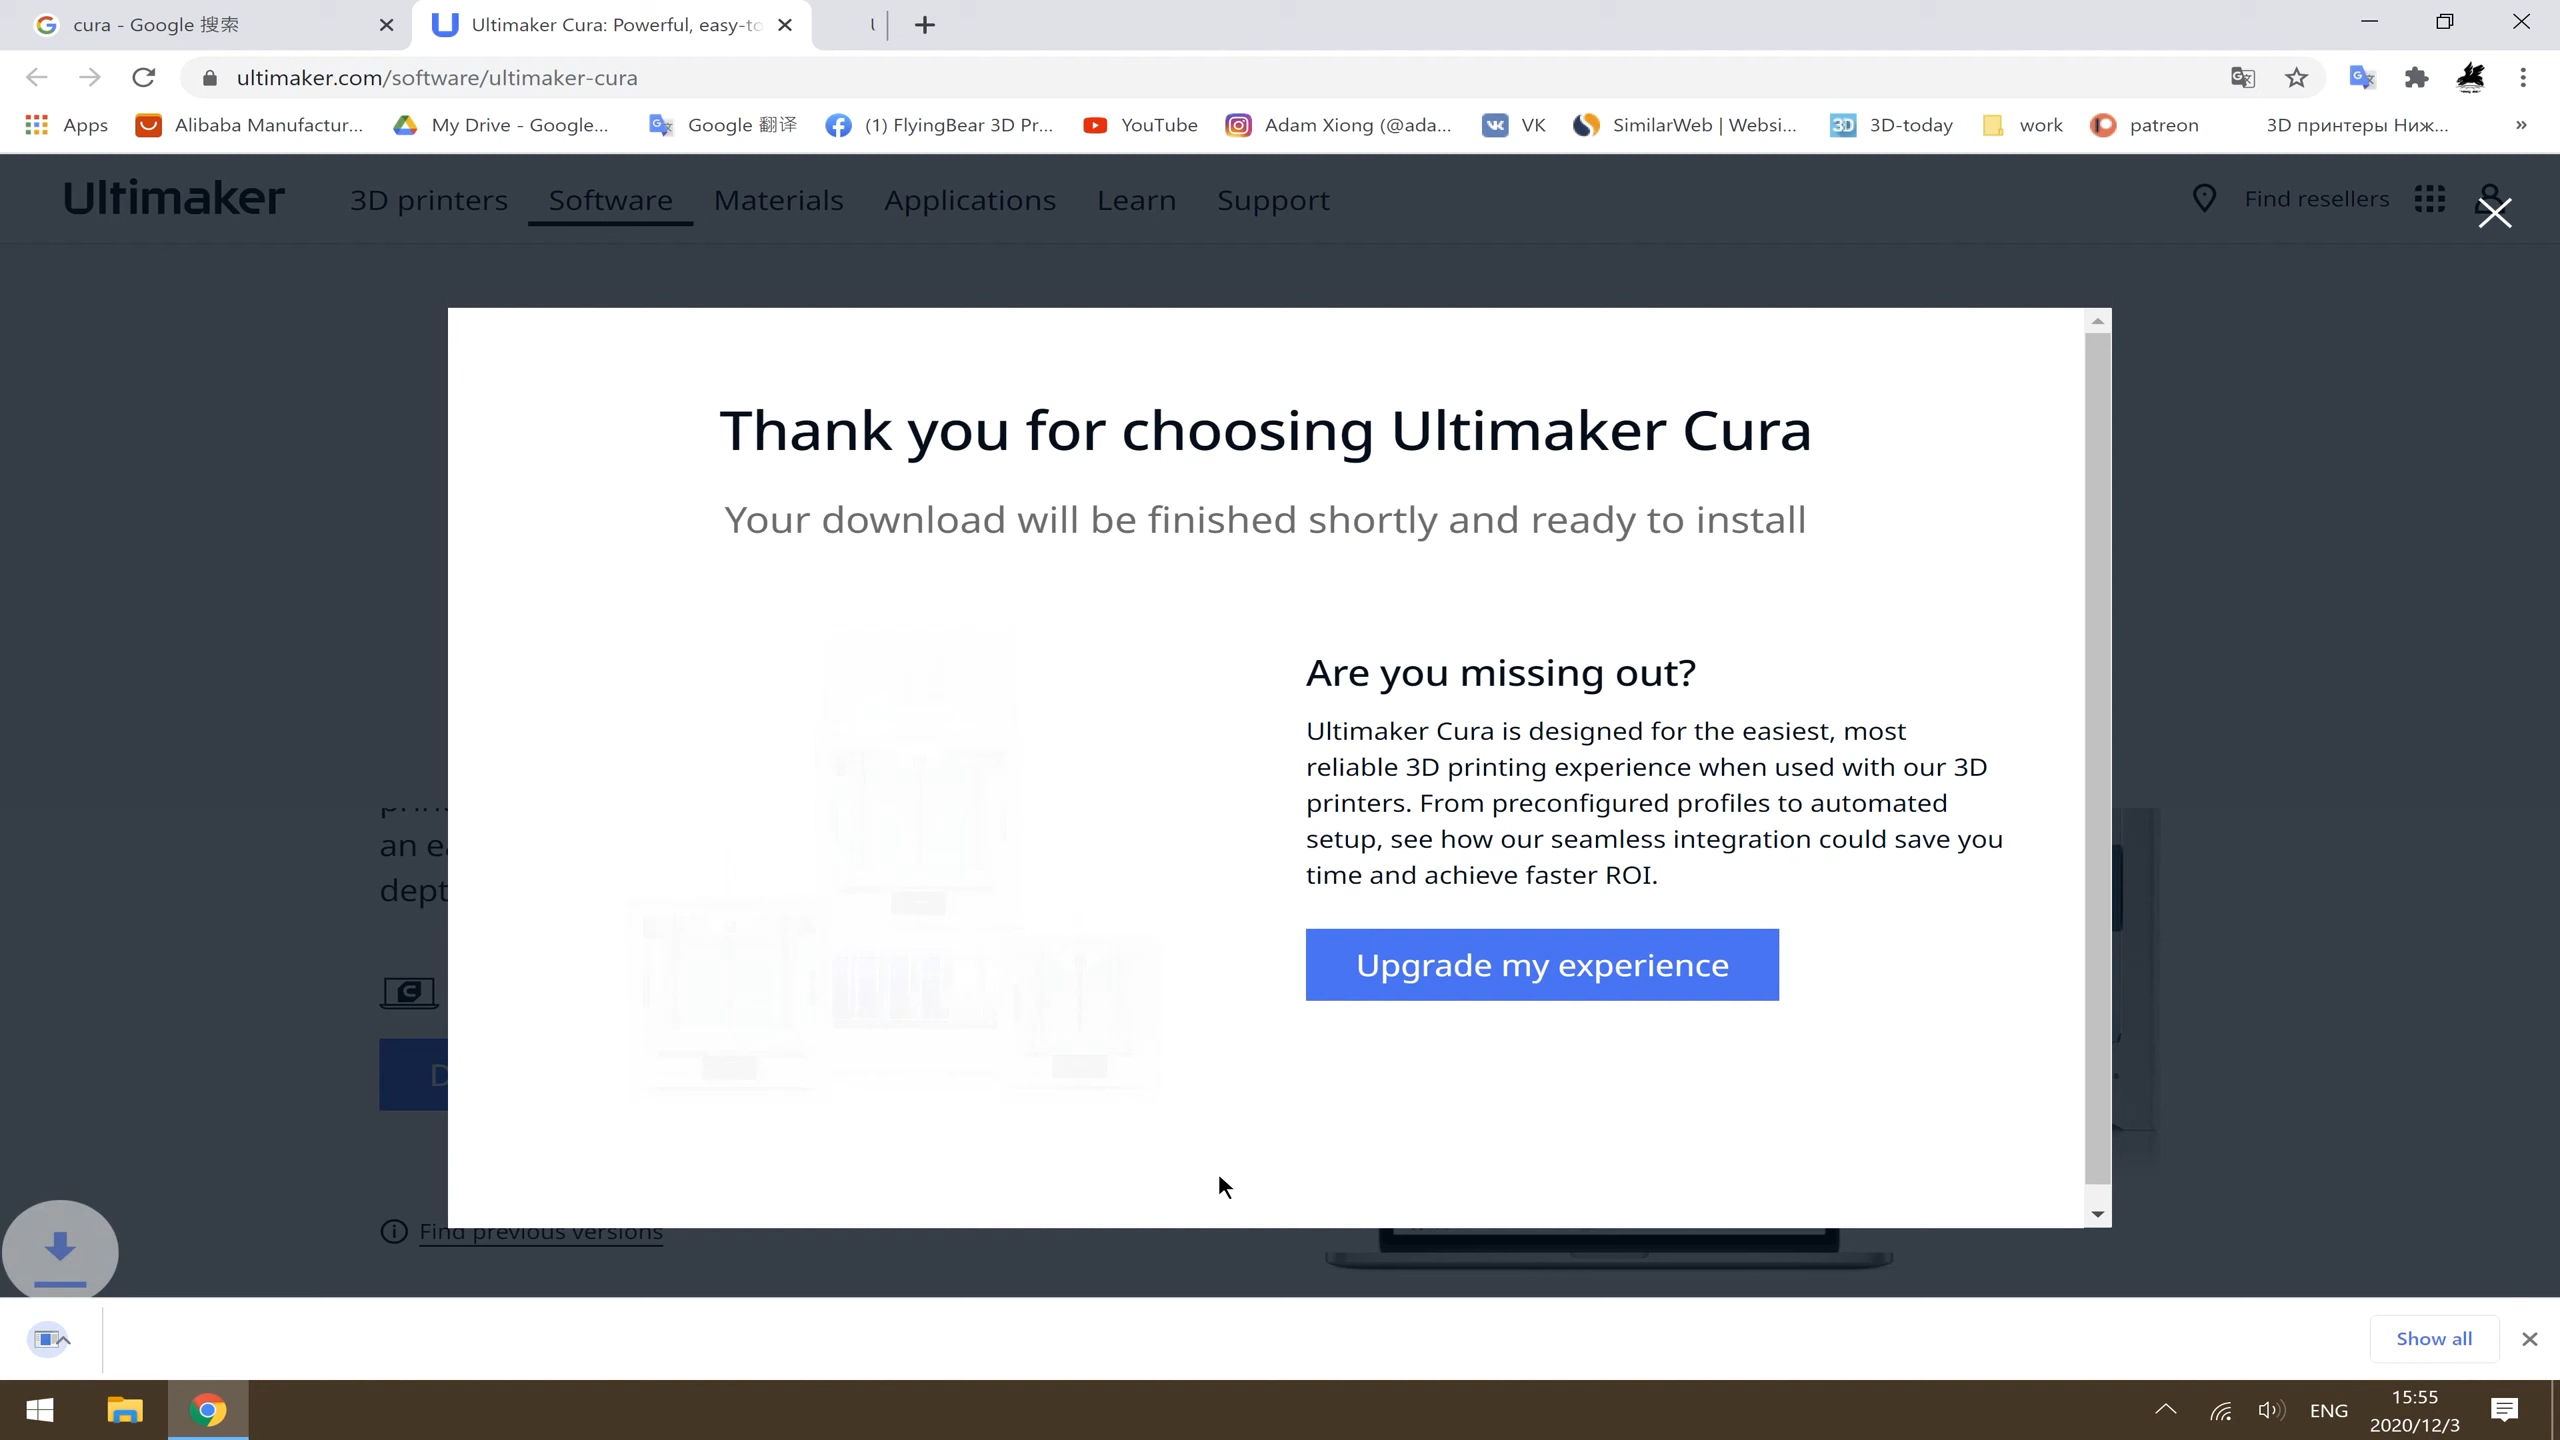 cura - Google 搜索
Ultimaker Cura: Powerful, easy-to
ultimaker.com/software/ultimaker-cura
Apps
Alibaba Manufactur...
My Drive - Google...
Google 翻译
(1) FlyingBear 3D Pr...
YouTube
Adam Xiong (@ada...
VK
SimilarWeb | Websi...
3D-today
work
patreon
3D принтеры Ниж...
»
Ultimaker
3D printers
Software
Materials
Applications
Learn
Support
Find resellers
Thank you for choosing Ultimaker Cura
Your download will be finished shortly and ready to install
Are you missing out?
Ultimaker Cura is designed for the easiest, most
reliable 3D printing experience when used with our 3D
printers. From preconfigured profiles to automated
setup, see how our seamless integration could save you
time and achieve faster ROI.
Upgrade my experience
an ea
dept
D
Find previous versions
Show all
ENG
15:55
2020/12/3